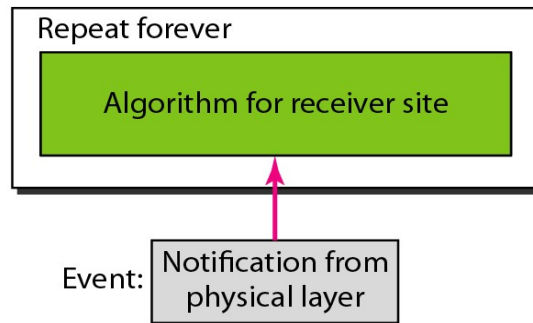 Repeat forever
Algorithm for receiver site
Event:
Notification from
physical layer